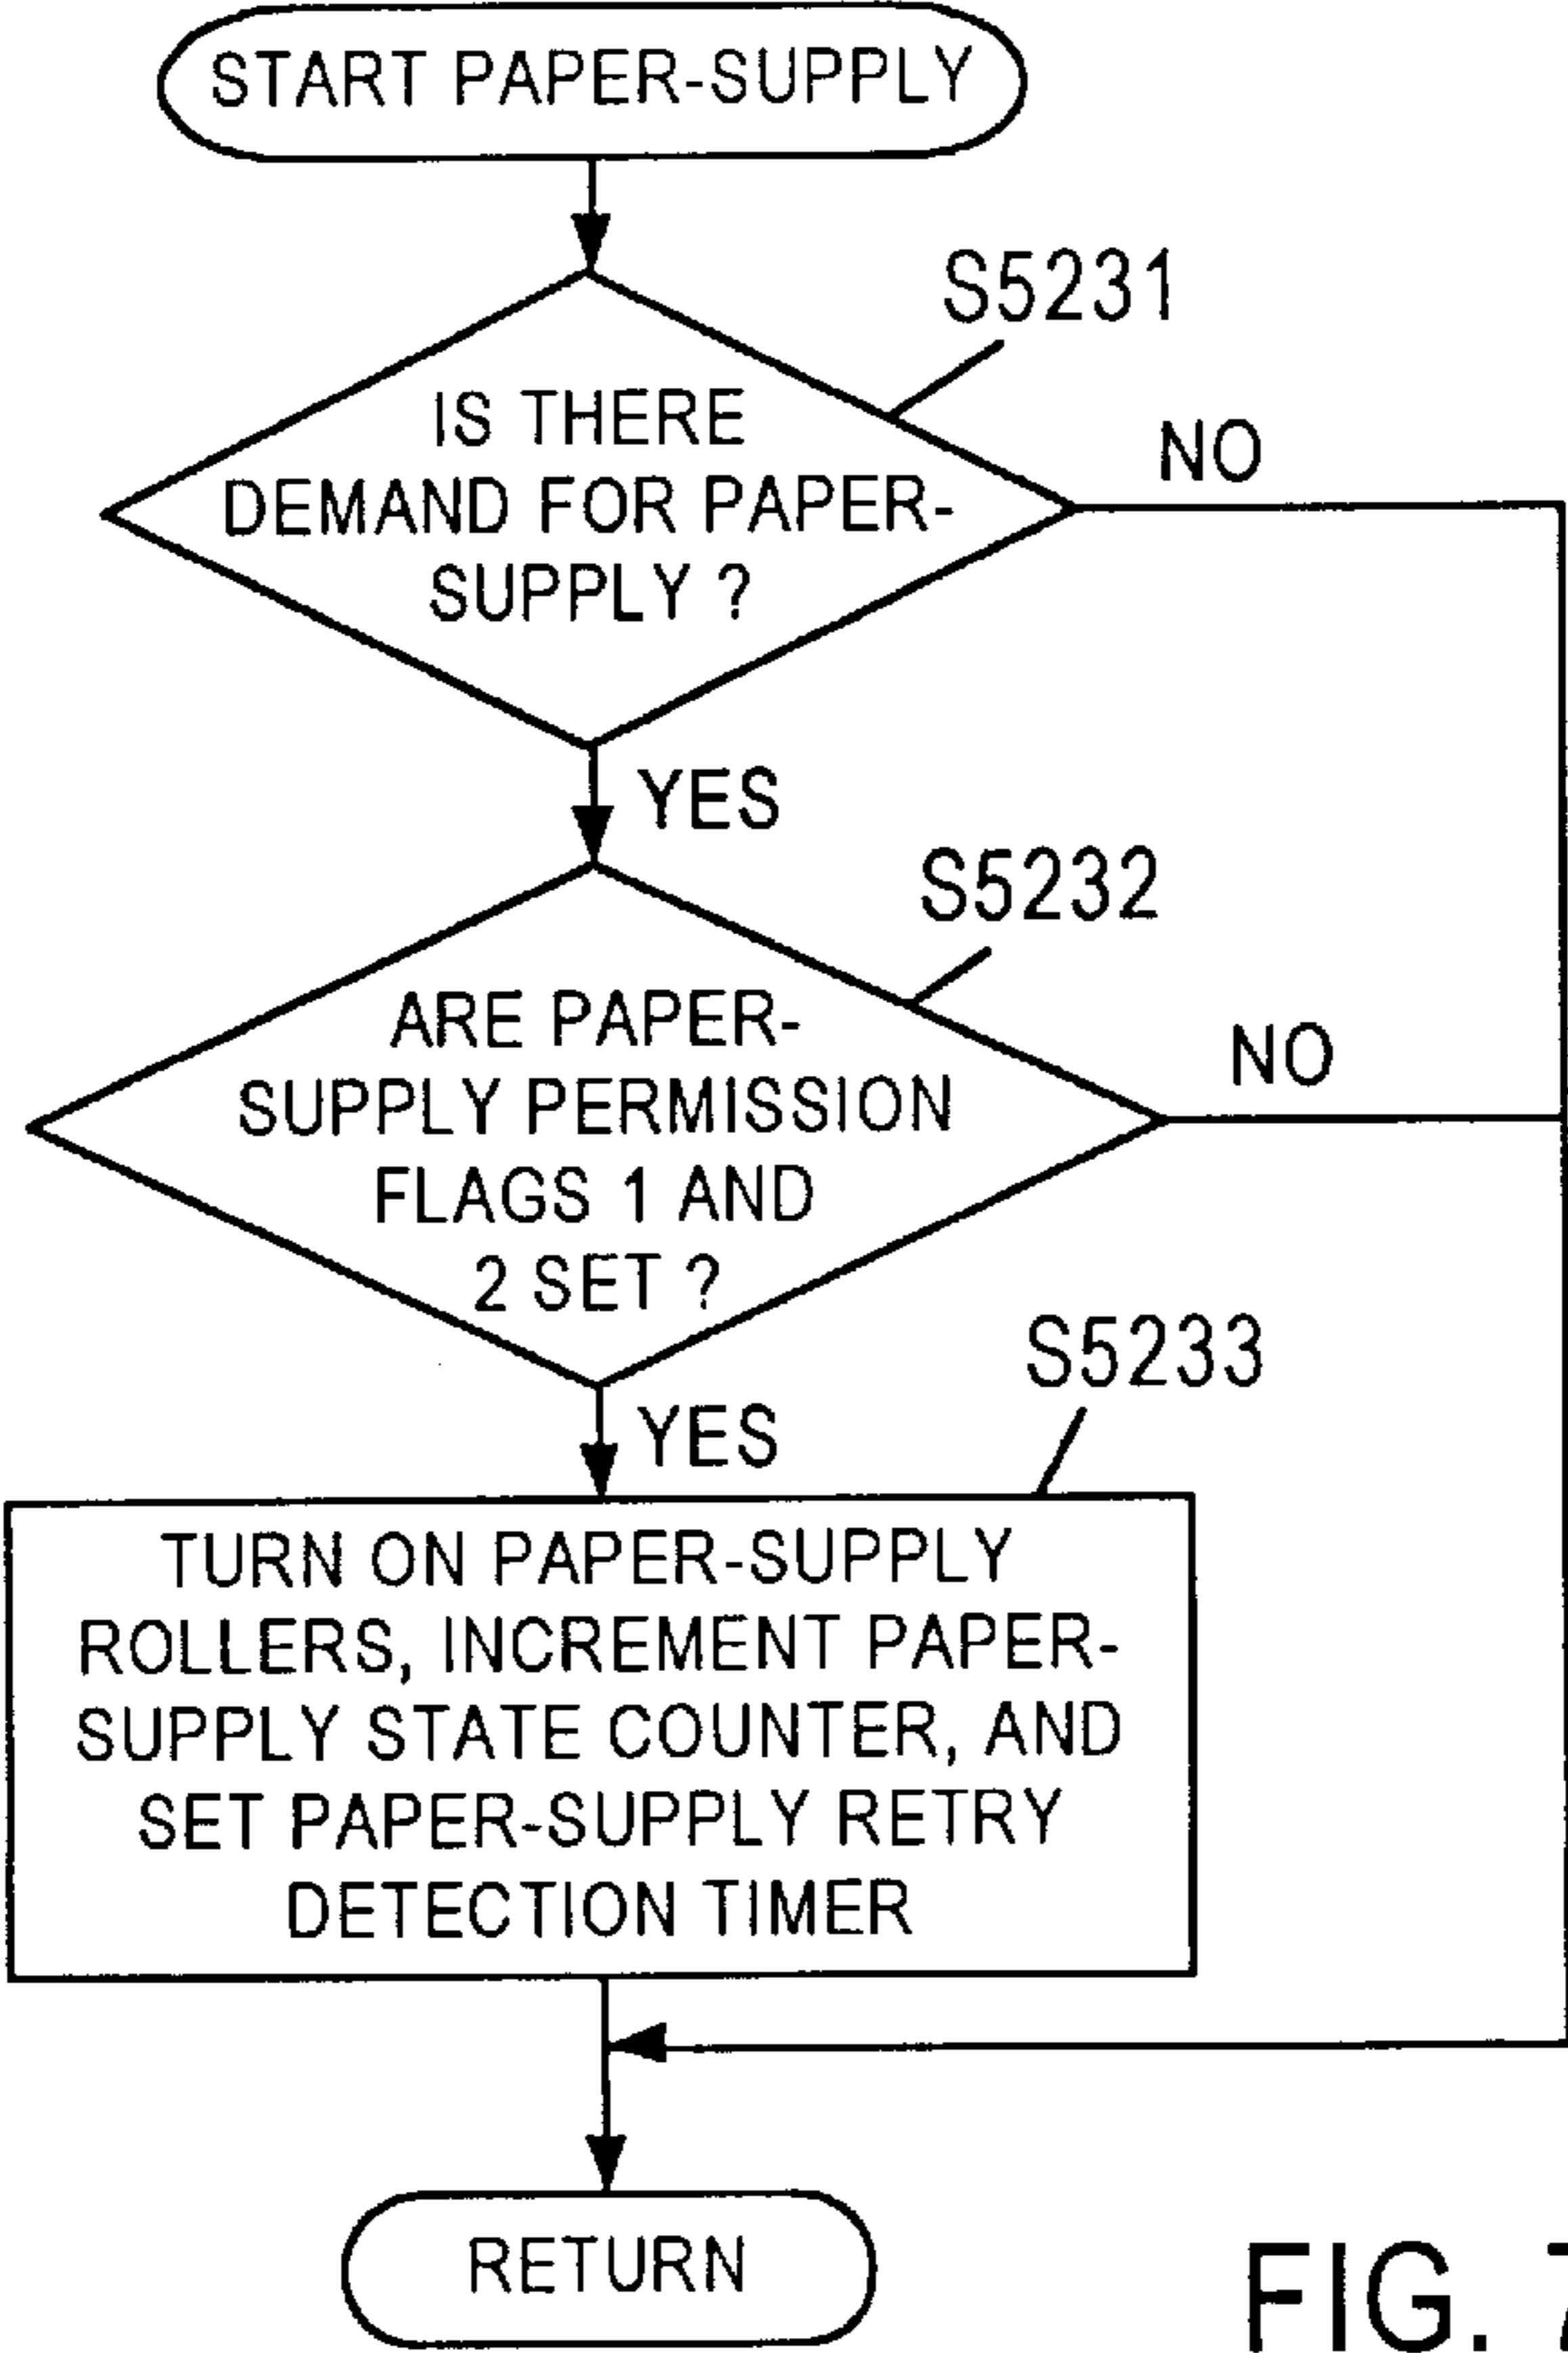 START PAPER-SUPPLY
S5231
IS THERE
DEMAND FOR PAPER-
SUPPLY ?
NO
YES
S5232
ARE PAPER-
SUPPLY PERMISSION
FLAGS 1 AND
2 SET ?
NO
YES
S5233
TURN ON PAPER-SUPPLY
ROLLERS, INCREMENT PAPER-
SUPPLY STATE COUNTER, AND
SET PAPER-SUPPLY RETRY
DETECTION TIMER
RETURN
FIG.